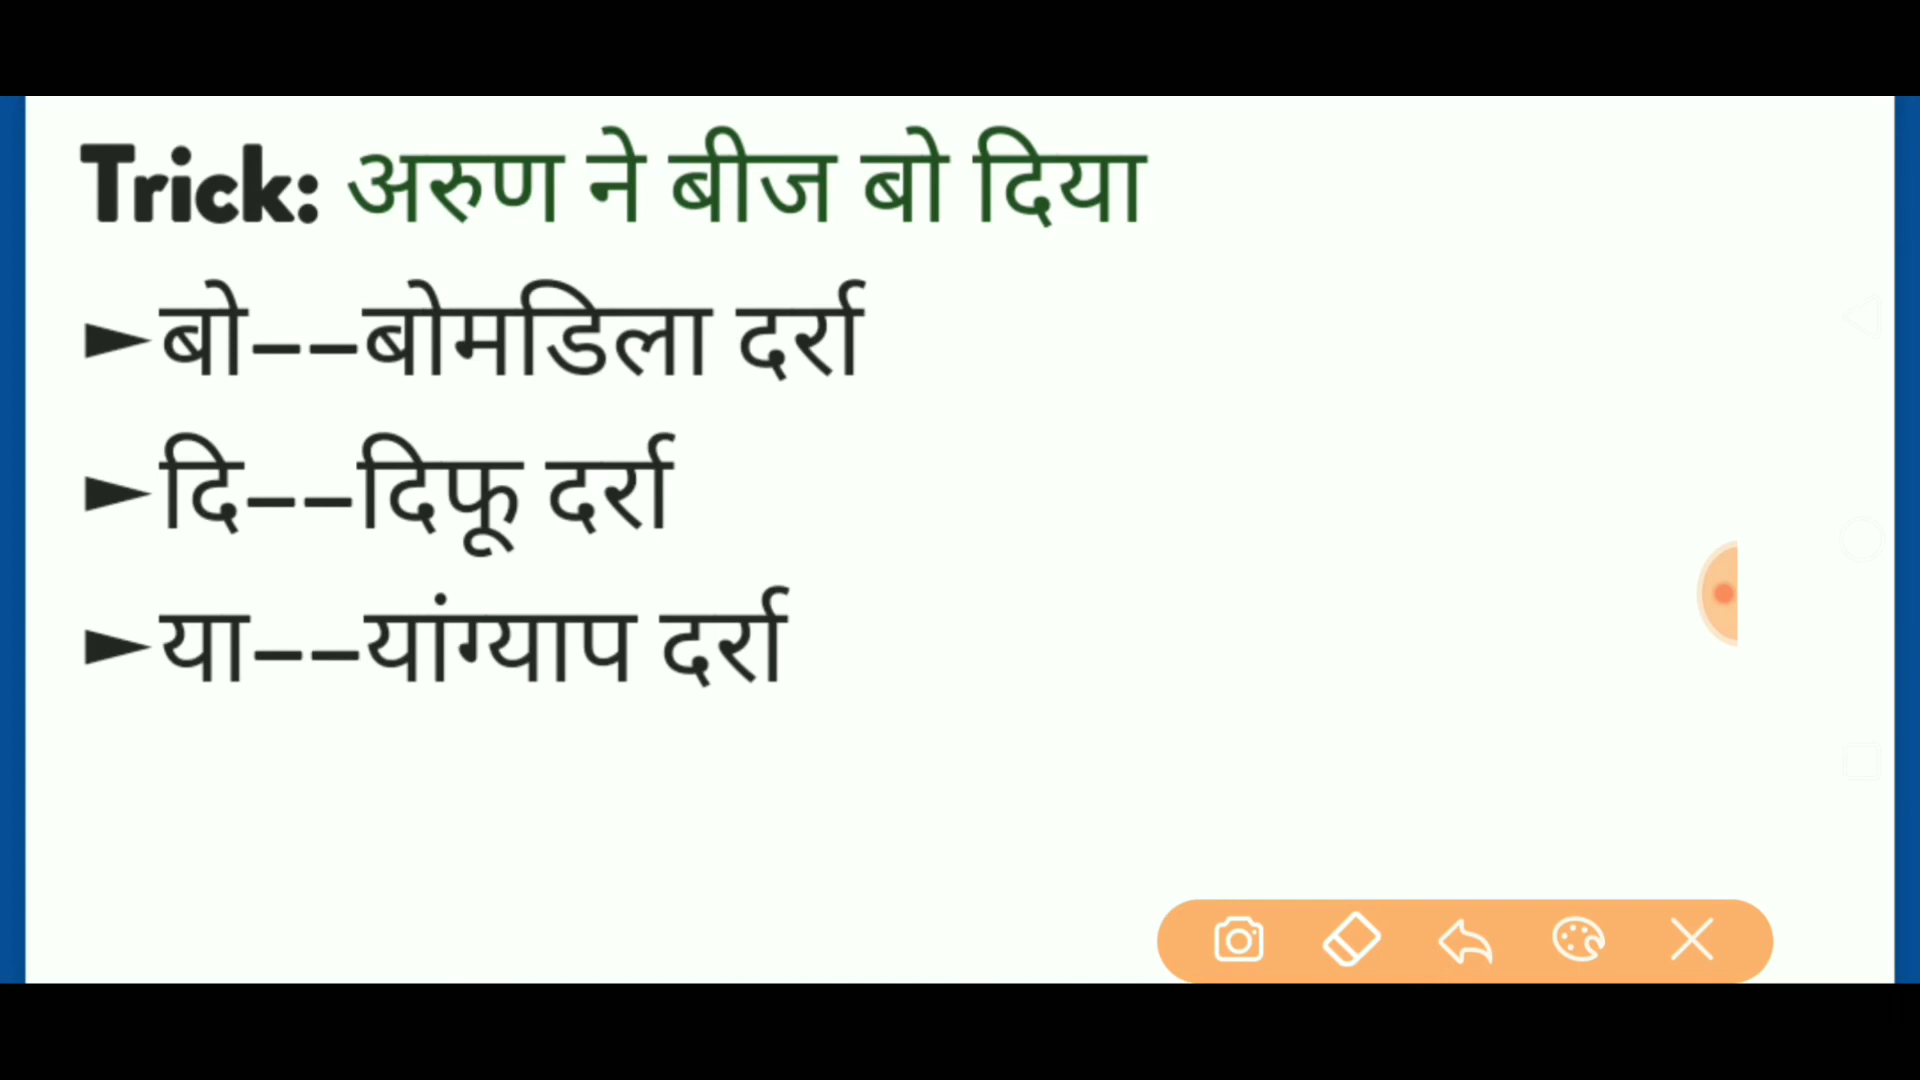 Trick: अरुण ने बीज बो दिया
►बो––बोमडिला दर्रा
►दि––दिफू दर्रा
►या––यांग्याप दर्रा